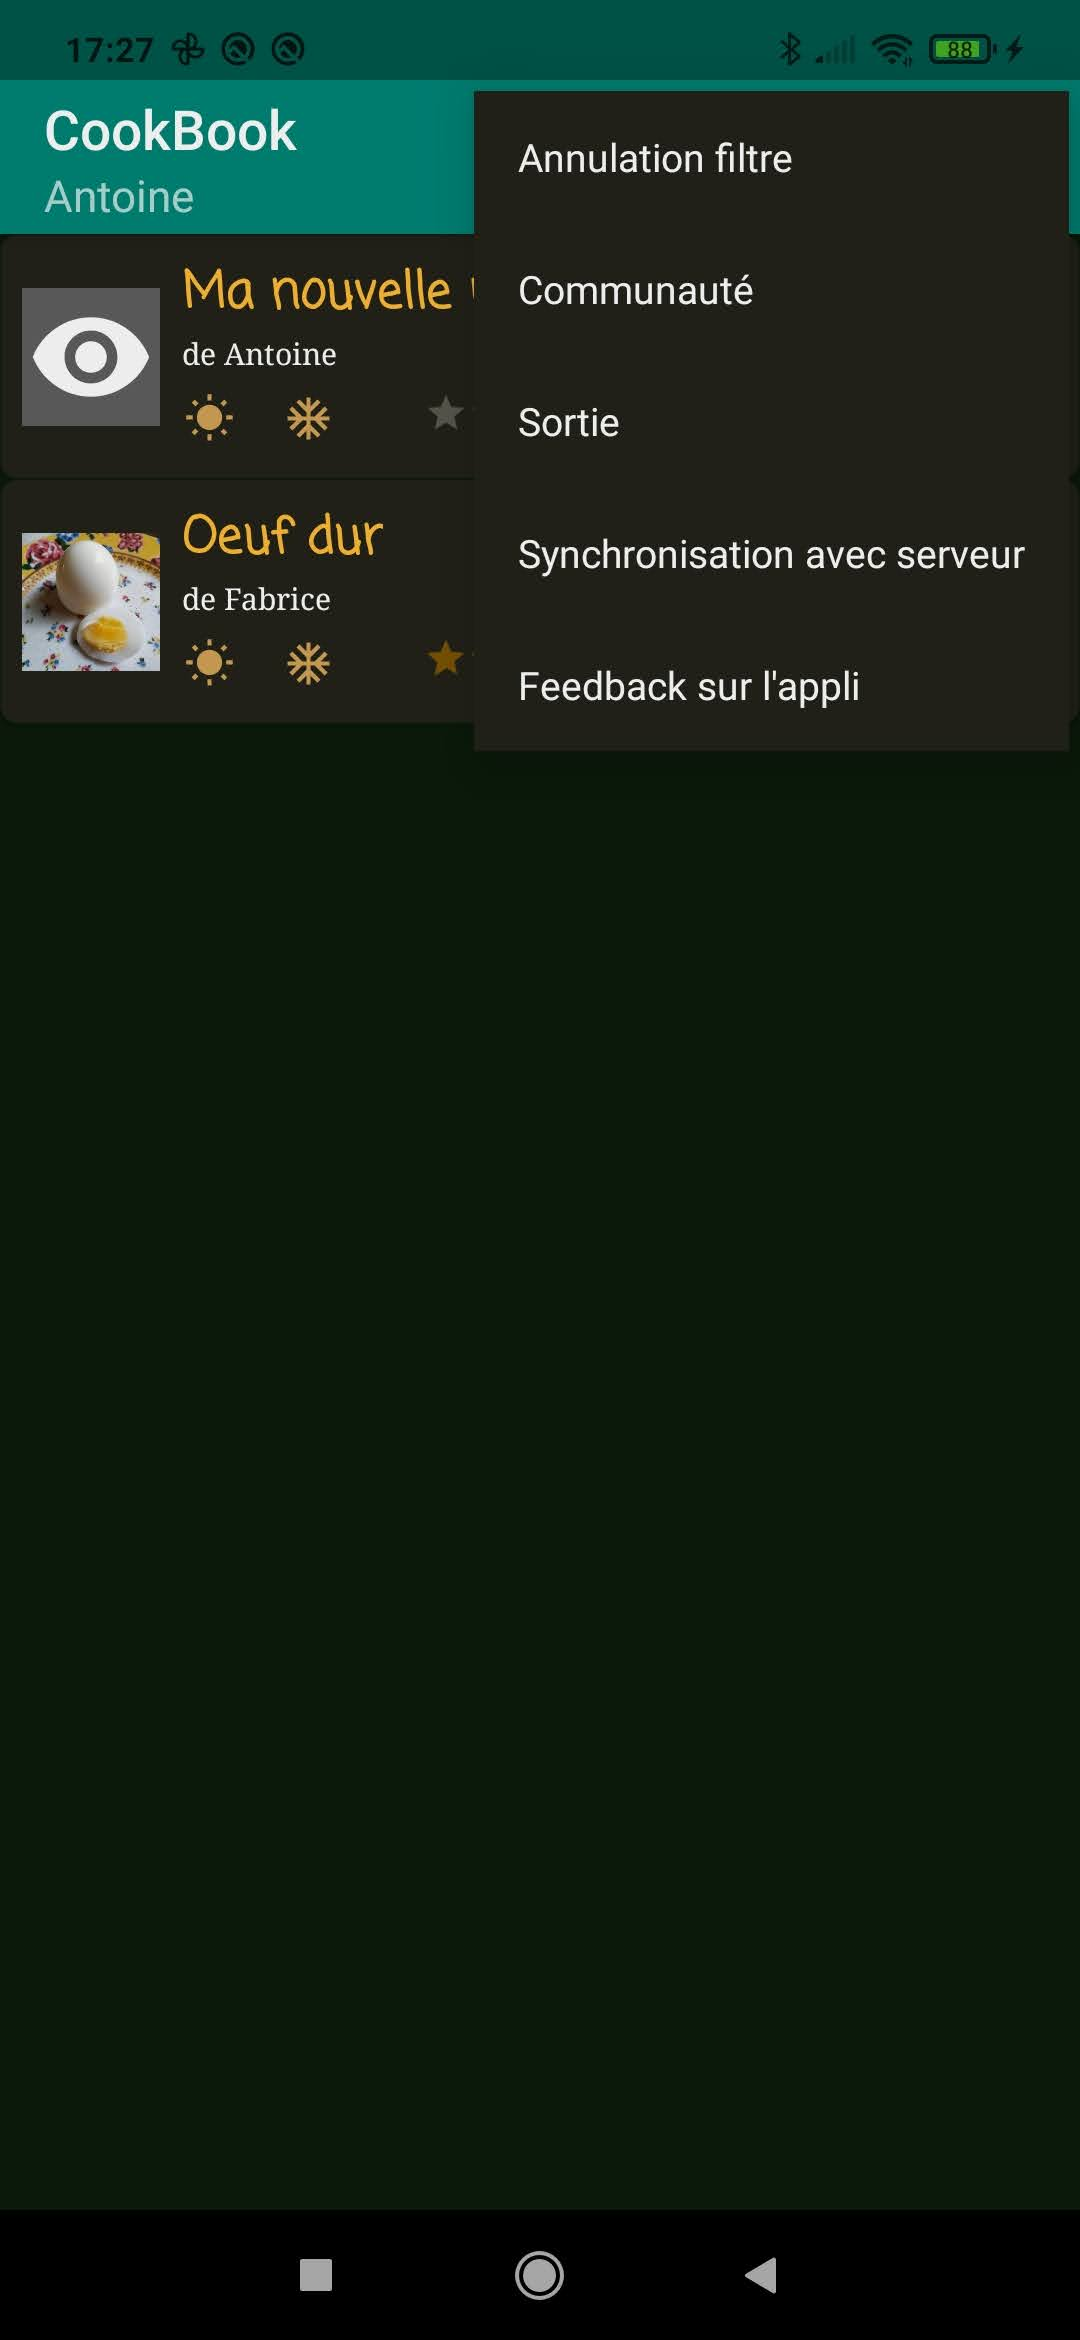 17:27
88
CookBook
Antoine
Annulation filtre
Communauté
Sortie
Synchronisation avec serveur
Feedback sur l'appli
Ma nouvelle
de Antoine
Oeuf dur
de Fabrice